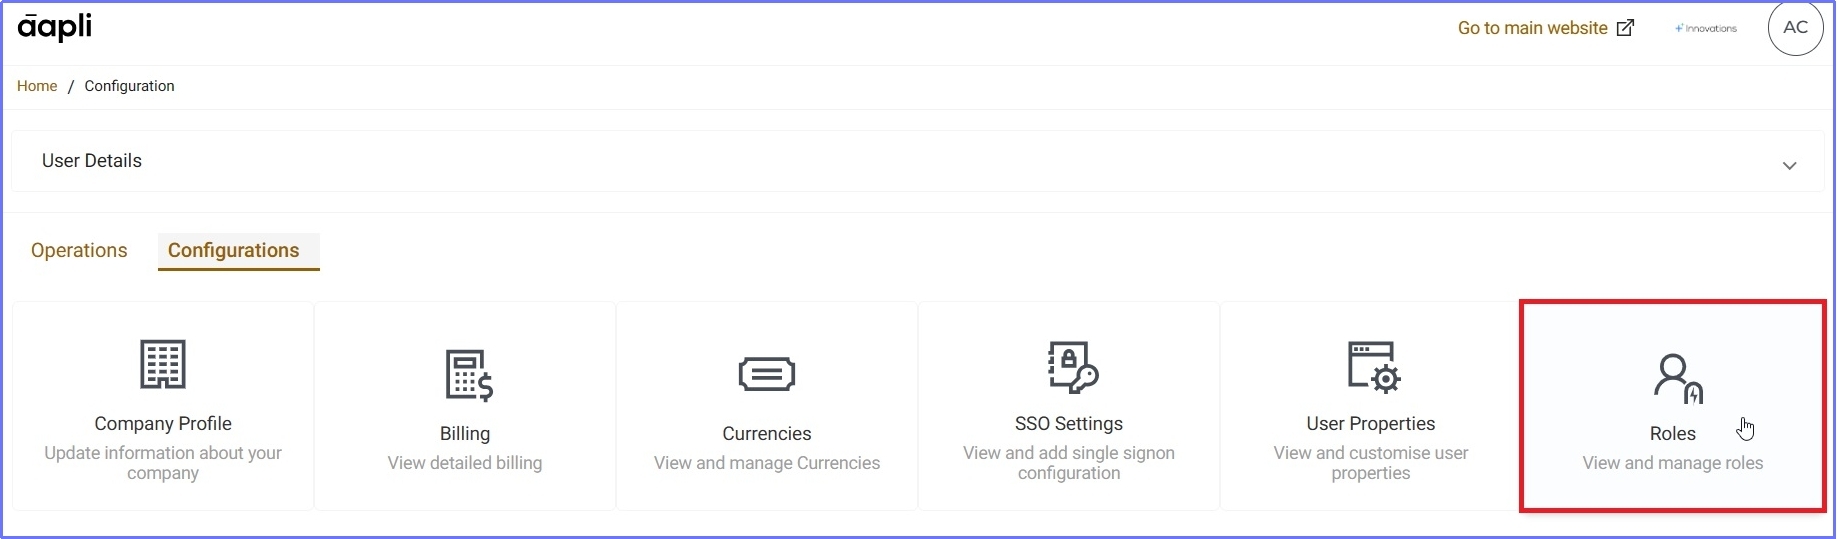 āapli
Go to main website
Innovations
AC
Home / Configuration
User Details
Operations
Configurations
Company Profile
Update information about your
company
Billing
View detailed billing
Currencies
View and manage Currencies
SSO Settings
View and add single signon
configuration
User Properties
View and customise user
properties
Roles
View and manage roles